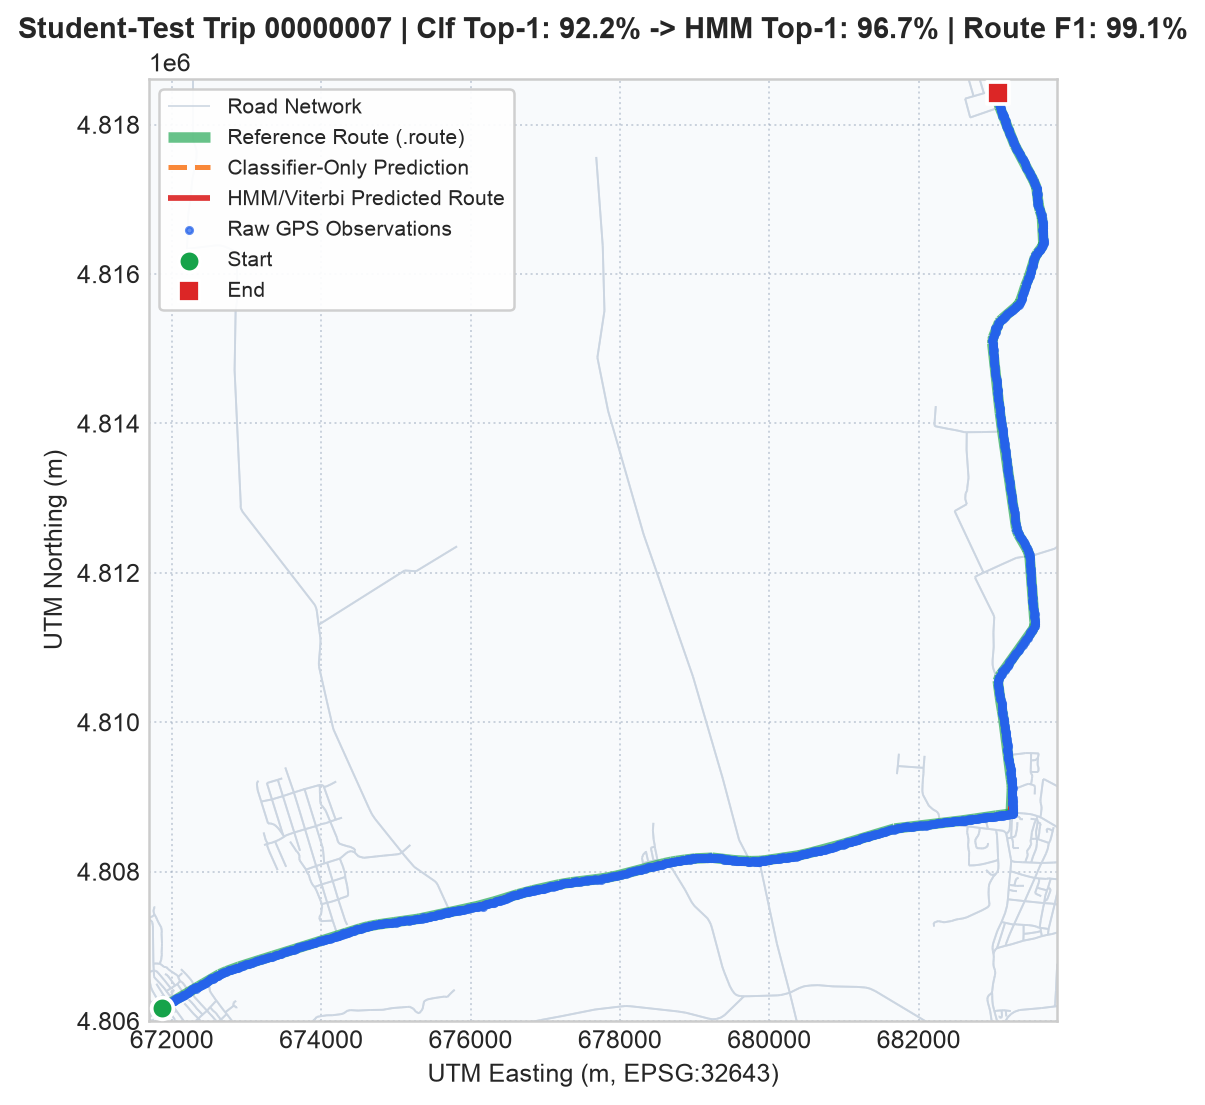 Student-Test Trip 00000007 | Clf Top-1: 92.2% -> HMM Top-1: 96.7% | Route F1: 99.1%
1e6
Road Network
Reference Route (.route)
Classifier-Only Prediction
HMM/Viterbi Predicted Route
Raw GPS Observations
Start
End
4.818
4.816
4.814
4.812
4.810
4.808
4.806
UTM Northing (m)
672000 674000 676000 678000 680000 682000
UTM Easting (m, EPSG:32643)